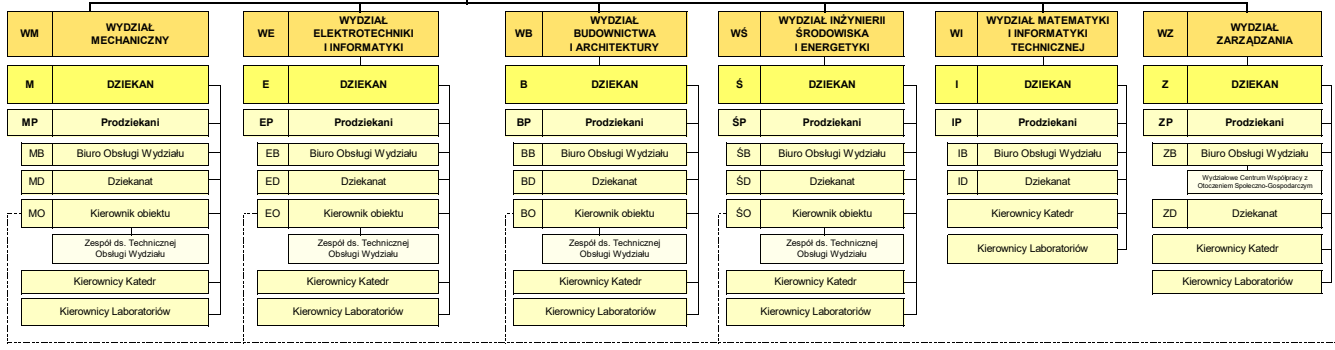 WM
WYDZIAŁ
MECHANICZNY
M
DZIEKAN
MP
Prodziekani
MB
Biuro Obsługi Wydziału
MD
Dziekanat
MO
Kierownik obiektu
Zespół ds. Technicznej
Obsługi Wydziału
Kierownicy Katedr
Kierownicy Laboratoriów
WE
WYDZIAŁ
ELEKTROTECHNIKI
I INFORMATYKI
E
DZIEKAN
EP
Prodziekani
EB
Biuro Obsługi Wydziału
ED
Dziekanat
EO
Kierownik obiektu
Zespół ds. Technicznej
Obsługi Wydziału
Kierownicy Katedr
Kierownicy Laboratoriów
WB
WYDZIAŁ
BUDOWNICTWA
I ARCHITEKTURY
B
DZIEKAN
BP
Prodziekani
BB
Biuro Obsługi Wydziału
BD
Dziekanat
BO
Kierownik obiektu
Zespół ds. Technicznej
Obsługi Wydziału
Kierownicy Katedr
Kierownicy Laboratoriów
WŚ
WYDZIAŁ INŻYNIERII
ŚRODOWISKA
I ENERGETYKI
Ś
DZIEKAN
ŚP
Prodziekani
ŚB
Biuro Obsługi Wydziału
ŚD
Dziekanat
ŚO
Kierownik obiektu
Zespół ds. Technicznej
Obsługi Wydziału
Kierownicy Katedr
Kierownicy Laboratoriów
WI
WYDZIAŁ MATEMATYKI
I INFORMATYKI
TECHNICZNEJ
I
DZIEKAN
IP
Prodziekani
IB
Biuro Obsługi Wydziału
ID
Dziekanat
Kierownicy Katedr
Kierownicy Laboratoriów
WZ
WYDZIAŁ
ZARZĄDZANIA
Z
DZIEKAN
ZP
Prodziekani
ZB
Biuro Obsługi Wydziału
Wydziałowe Centrum Współpracy z
Otoczeniem Społeczno-Gospodarczym
ZD
Dziekanat
Kierownicy Katedr
Kierownicy Laboratoriów